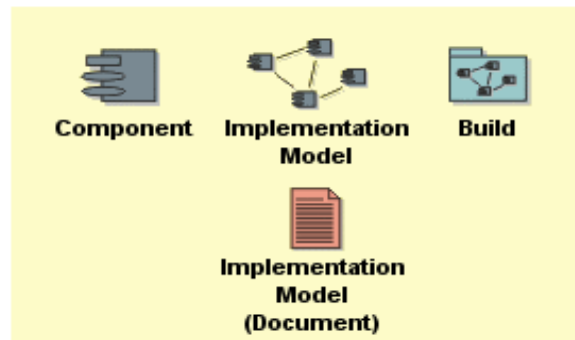 Component
Implementation
Model
Build
Implementation
Model
(Document)